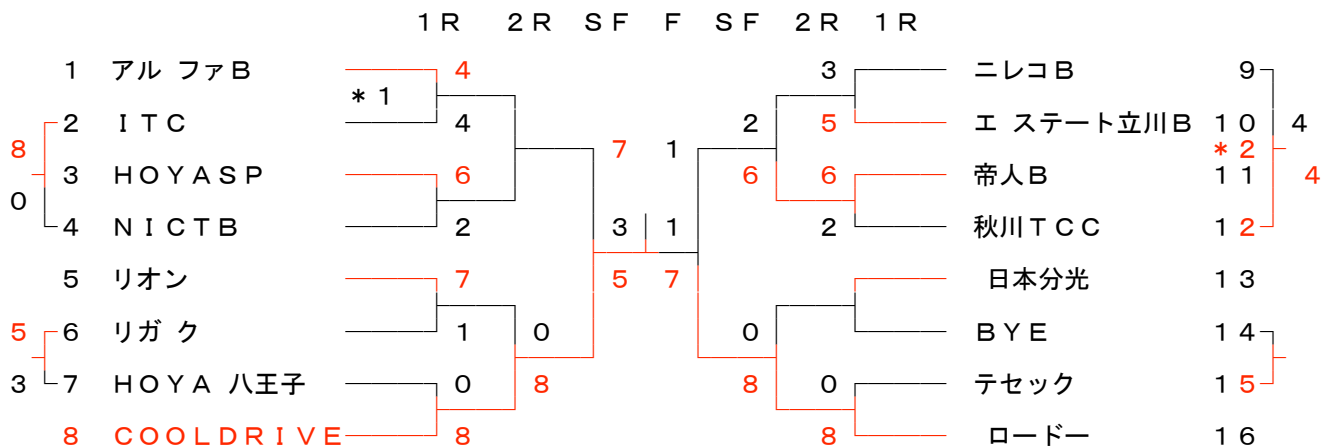 1R 2R SF F SF 2R 1R
1 アルファB 4 3 ニレコB 9
*1
2 ITC 4 2 5 エステート立川B 10 4
8 7 1 *2
3 HOYASP 6 6 6 帝人B 11 4
0
4 NICTB 2 3 1 2 秋川TCC 12
5 リオン 7 5 7 日本分光 13
5 6 リガク 1 0 0 BYE 14
3 7 HOYA 八王子 0 8 8 0 テセック 15
8 COOLDRIVE 8 8 ロードー 16